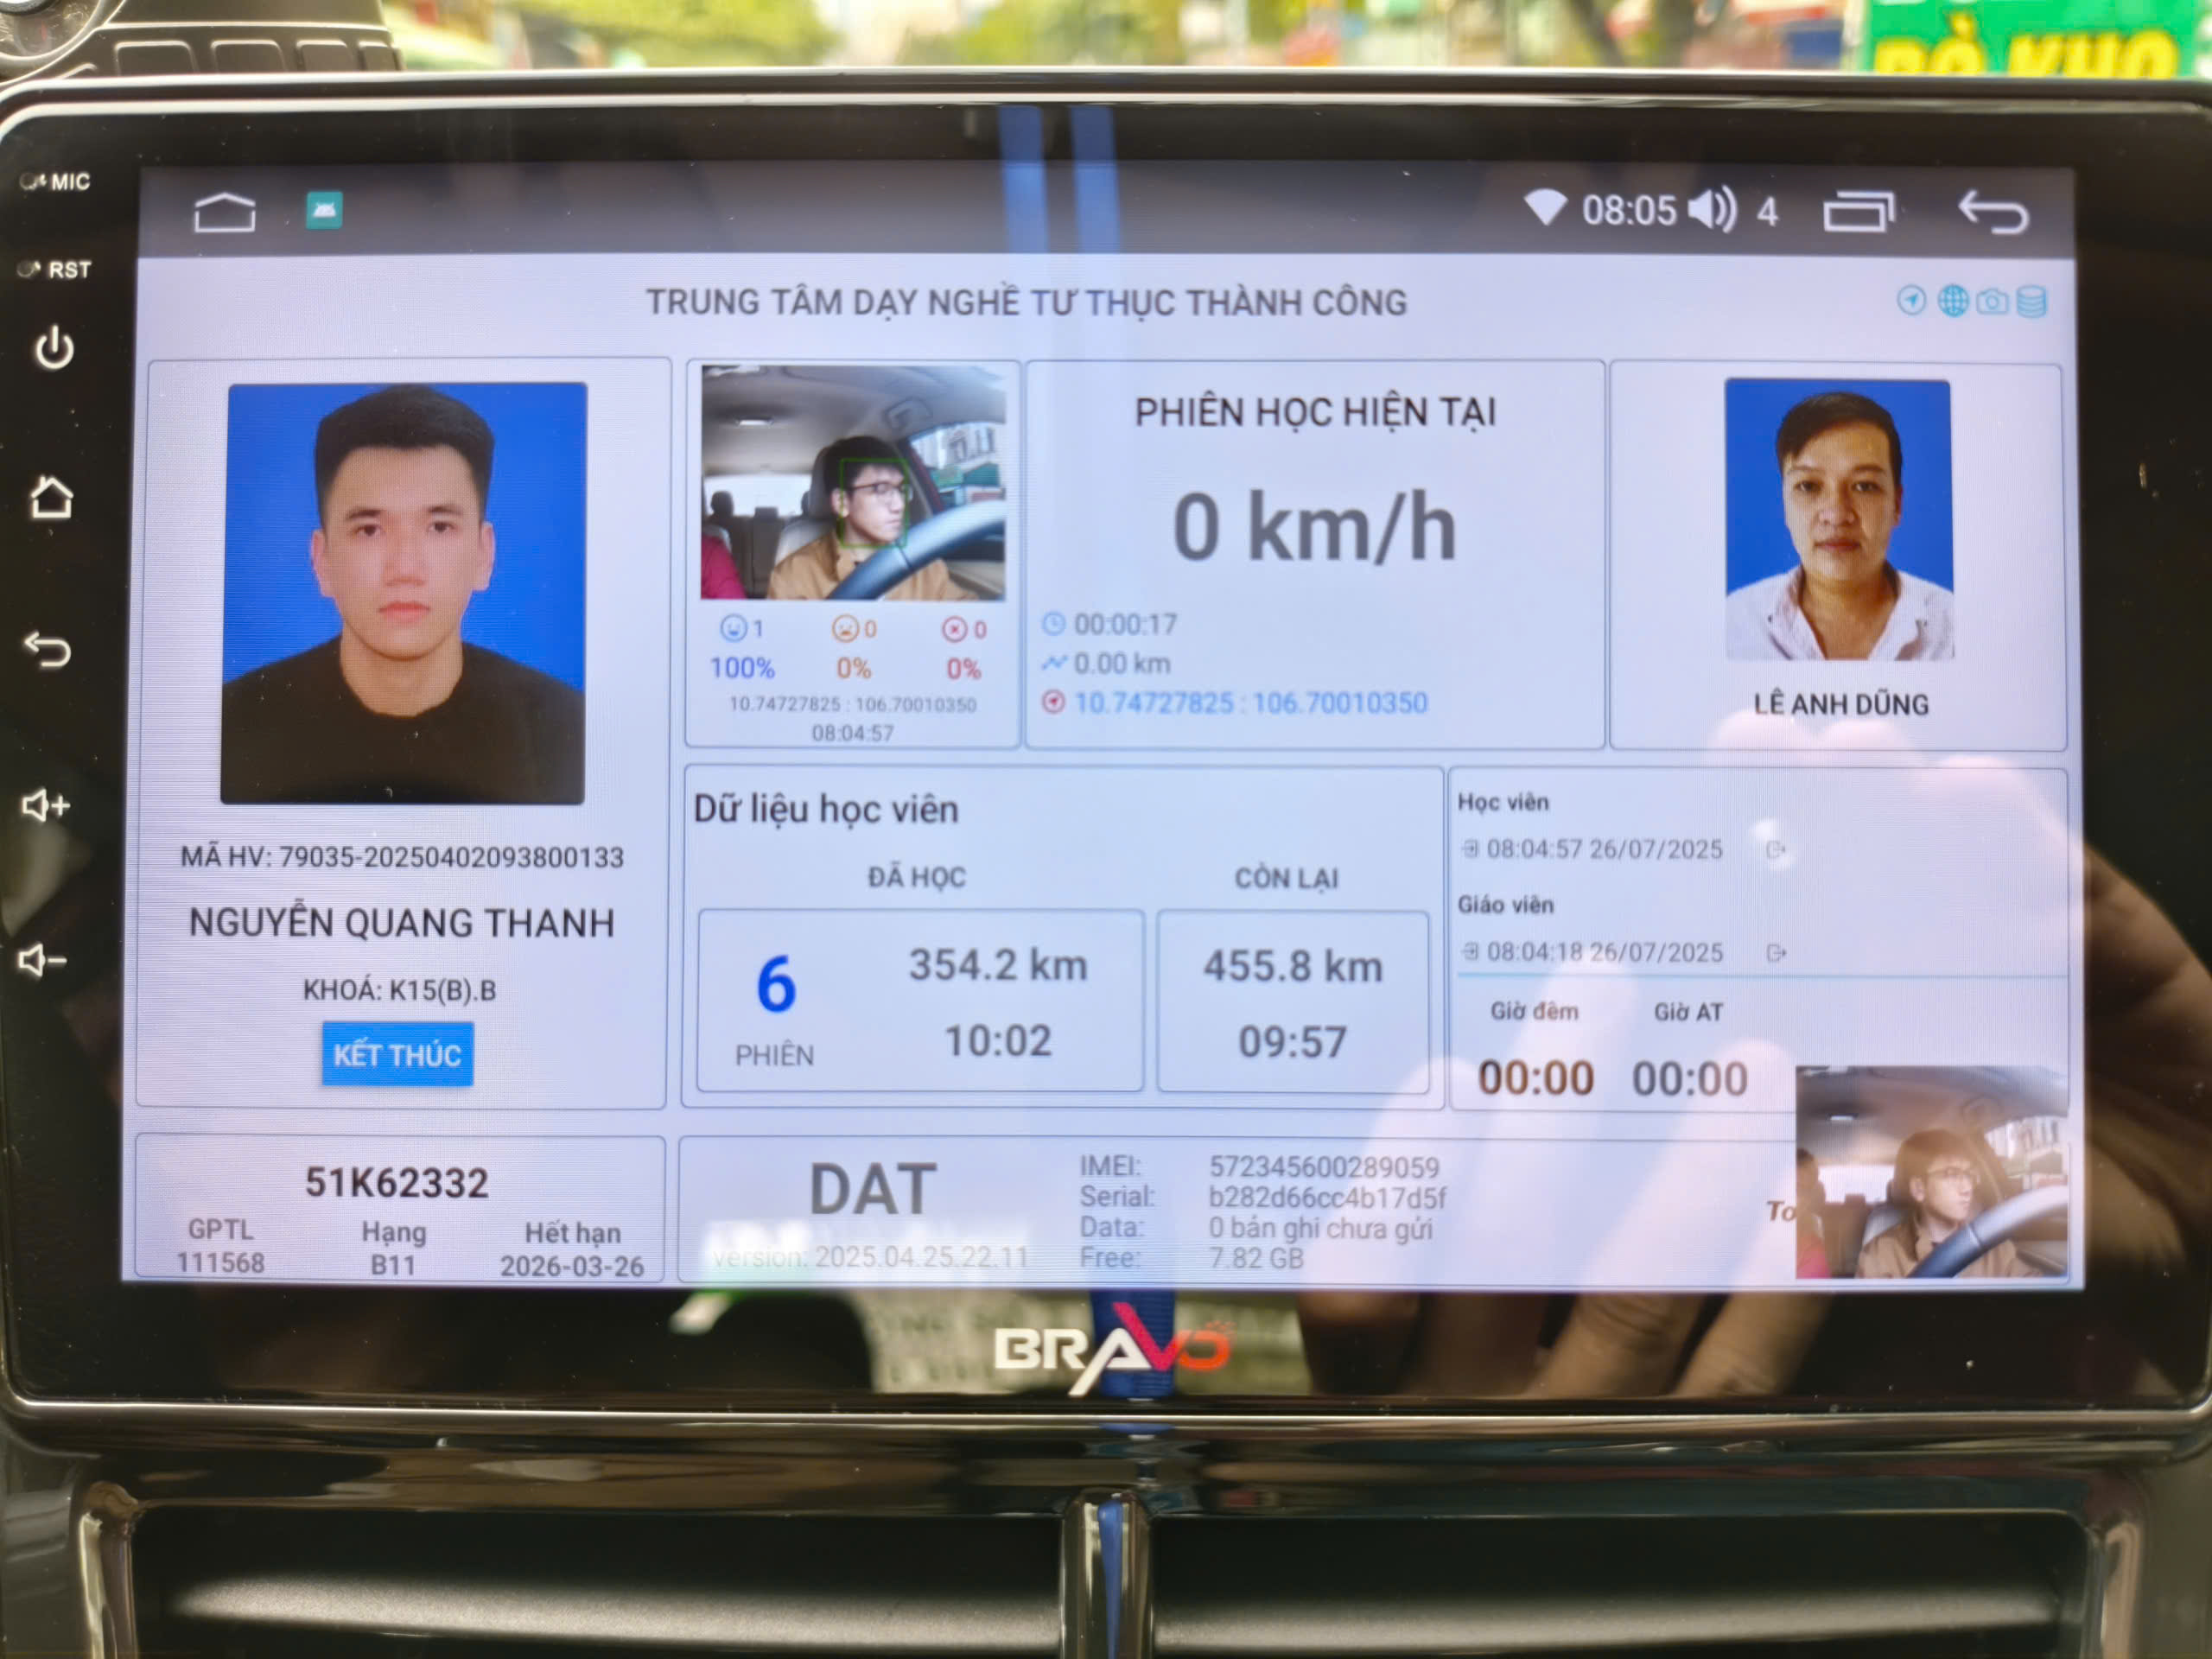 BÒ KHO
MIC
RST
08:05 4
TRUNG TÂM DẠY NGHỀ TƯ THỤC THÀNH CÔNG
MÃ HV: 79035-20250402093800133
NGUYỄN QUANG THANH
KHOÁ: K15(B).B
KẾT THÚC
1 0 0
100% 0% 0%
10.74727825 : 106.70010350
08:04:57
PHIÊN HỌC HIỆN TẠI
0 km/h
00:00:17
0.00 km
10.74727825 : 106.70010350
LÊ ANH DŨNG
Dữ liệu học viên
ĐÃ HỌC
CÒN LẠI
6
PHIÊN
354.2 km
10:02
455.8 km
09:57
Học viên
08:04:57 26/07/2025
Giáo viên
08:04:18 26/07/2025
Giờ đêm Giờ AT
00:00 00:00
51K62332
GPTL Hạng Hết hạn
111568 B11 2026-03-26
DAT
version: 2025.04.25.22.11
IMEI: 572345600289059
Serial: b282d66cc4b17d5f
Data: 0 bản ghi chưa gửi
Free: 7.82 GB
BRAVO